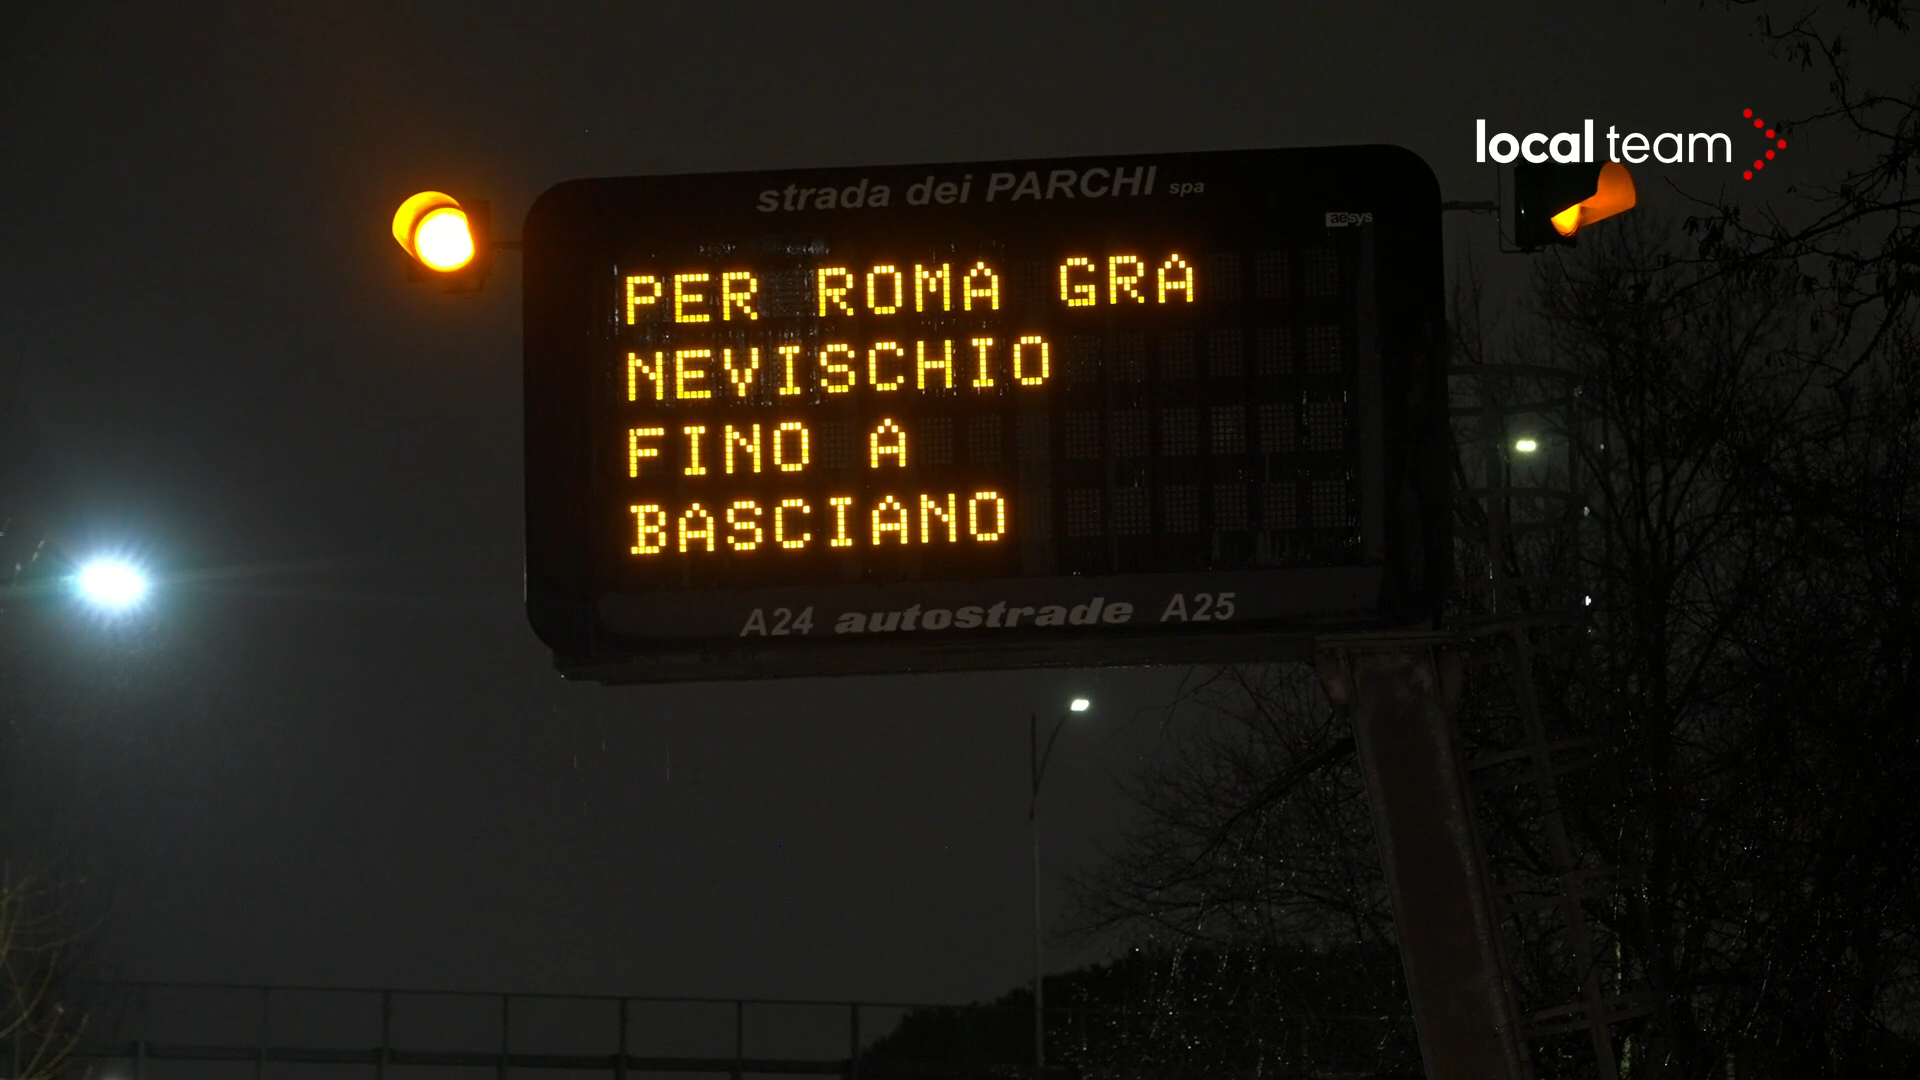 local team
strada dei PARCHI spa
aesys
PER ROMA GRA
NEVISCHIO
FINO A
BASCIANO
A24 autostrade A25